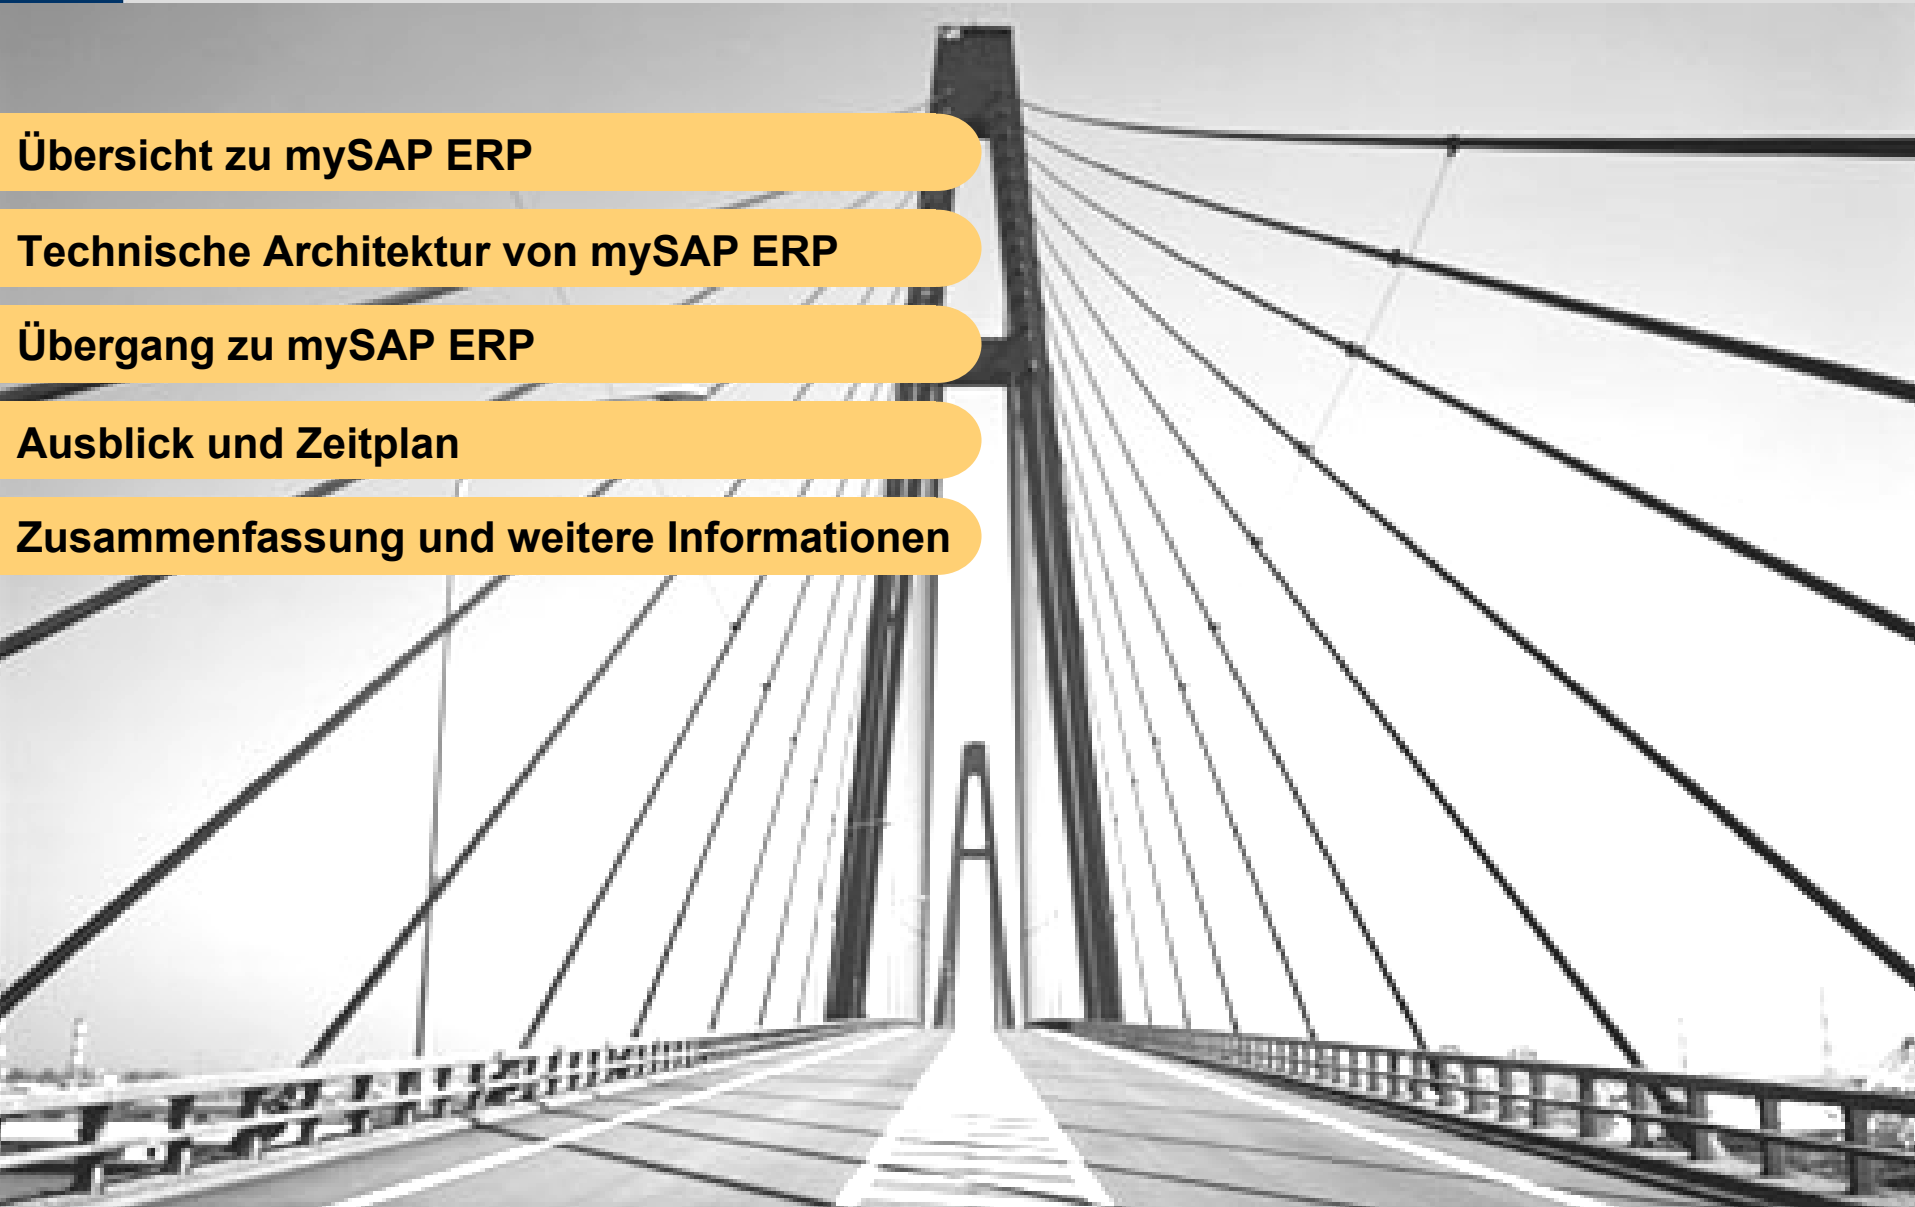 Übersicht zu mySAP ERP
Technische Architektur von mySAP ERP
Übergang zu mySAP ERP
Ausblick und Zeitplan
Zusammenfassung und weitere Informationen